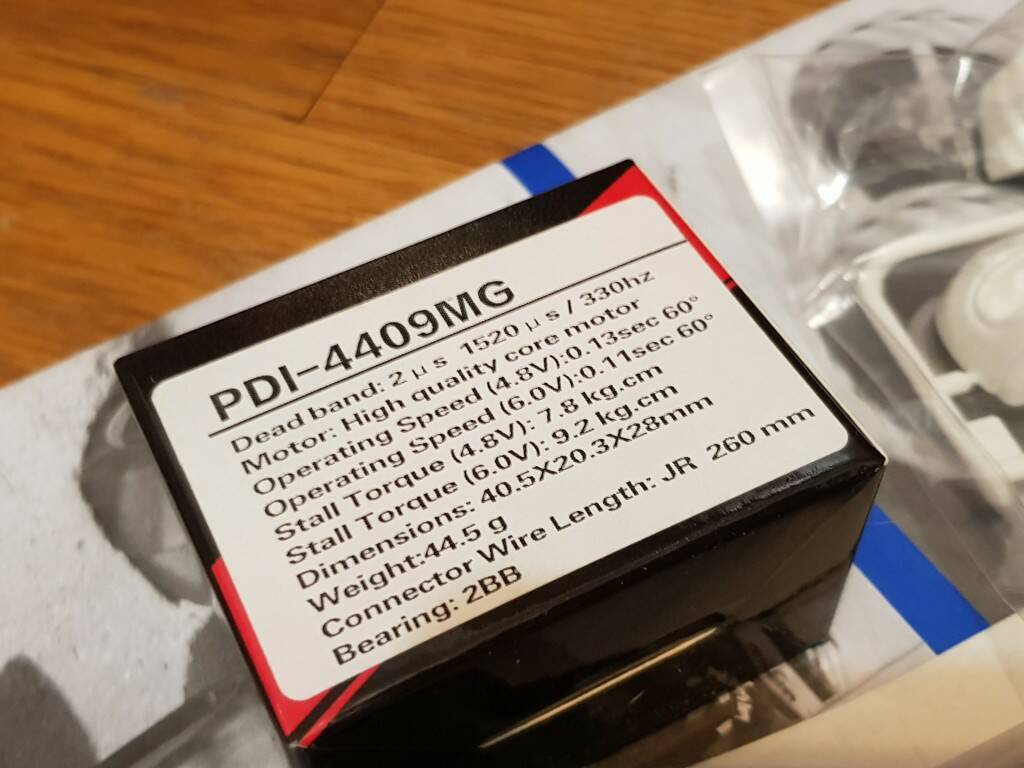 PDI-4409MG
Dead band: 2 μs 1520 μs / 330hz
Motor: High quality core motor
Operating Speed (4.8V):0.13sec 60°
Operating Speed (6.0V):0.11sec 60°
Stall Torque (4.8V): 7.8 kg.cm
Stall Torque (6.0V): 9.2 kg.cm
Dimensions: 40.5X20.3X28mm
Weight:44.5 g
Connector Wire Length: JR 260 mm
Bearing: 2BB